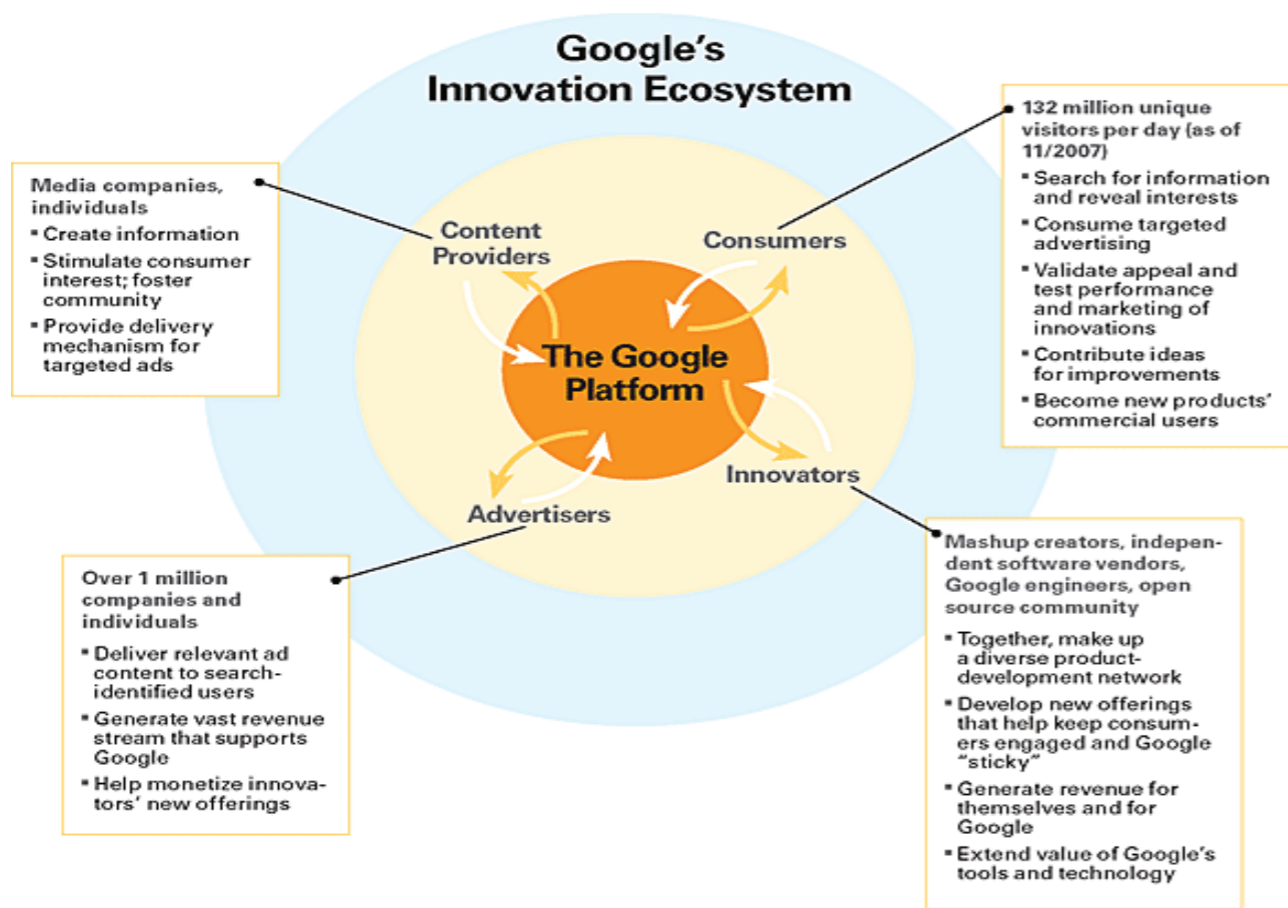 Google's
Innovation Ecosystem
Media companies,
individuals
▪ Create information
▪ Stimulate consumer
interest; foster
community
▪ Provide delivery
mechanism for
targeted ads
Content
Providers
Consumers
132 million unique
visitors per day (as of
11/2007)
▪ Search for information
and reveal interests
▪ Consume targeted
advertising
▪ Validate appeal and
test performance
and marketing of
innovations
▪ Contribute ideas
for improvements
▪ Become new products'
commercial users
The Google
Platform
Advertisers
Innovators
Over 1 million
companies and
individuals
▪ Deliver relevant ad
content to search-
identified users
▪ Generate vast revenue
stream that supports
Google
▪ Help monetize innova-
tors' new offerings
Mashup creators, indepen-
dent software vendors,
Google engineers, open
source community
▪ Together, make up
a diverse product-
development network
▪ Develop new offerings
that help keep consum-
ers engaged and Google
"sticky"
▪ Generate revenue for
themselves and for
Google
▪ Extend value of Google's
tools and technology